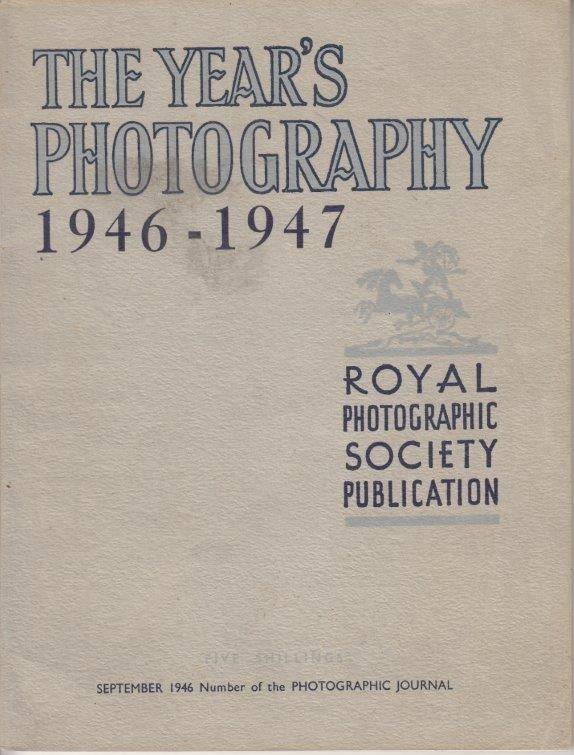 THE YEAR'S
PHOTOGRAPHY
1946-1947
ROYAL
PHOTOGRAPHIC
SOCIETY
PUBLICATION
FIVE SHILLINGS
SEPTEMBER 1946 Number of the PHOTOGRAPHIC JOURNAL